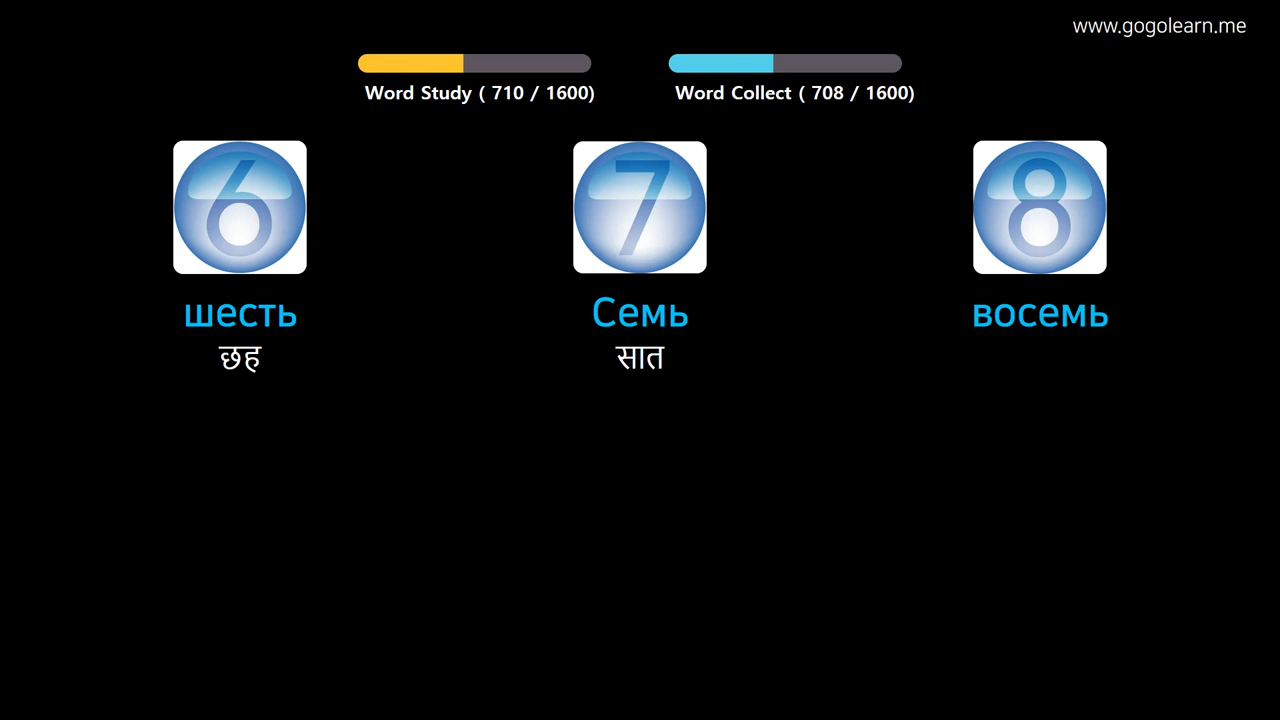 www.gogolearn.me
Word Study ( 710 / 1600)
Word Collect ( 708 / 1600)
6
7
8
шесть
Семь
восемь
छह
सात